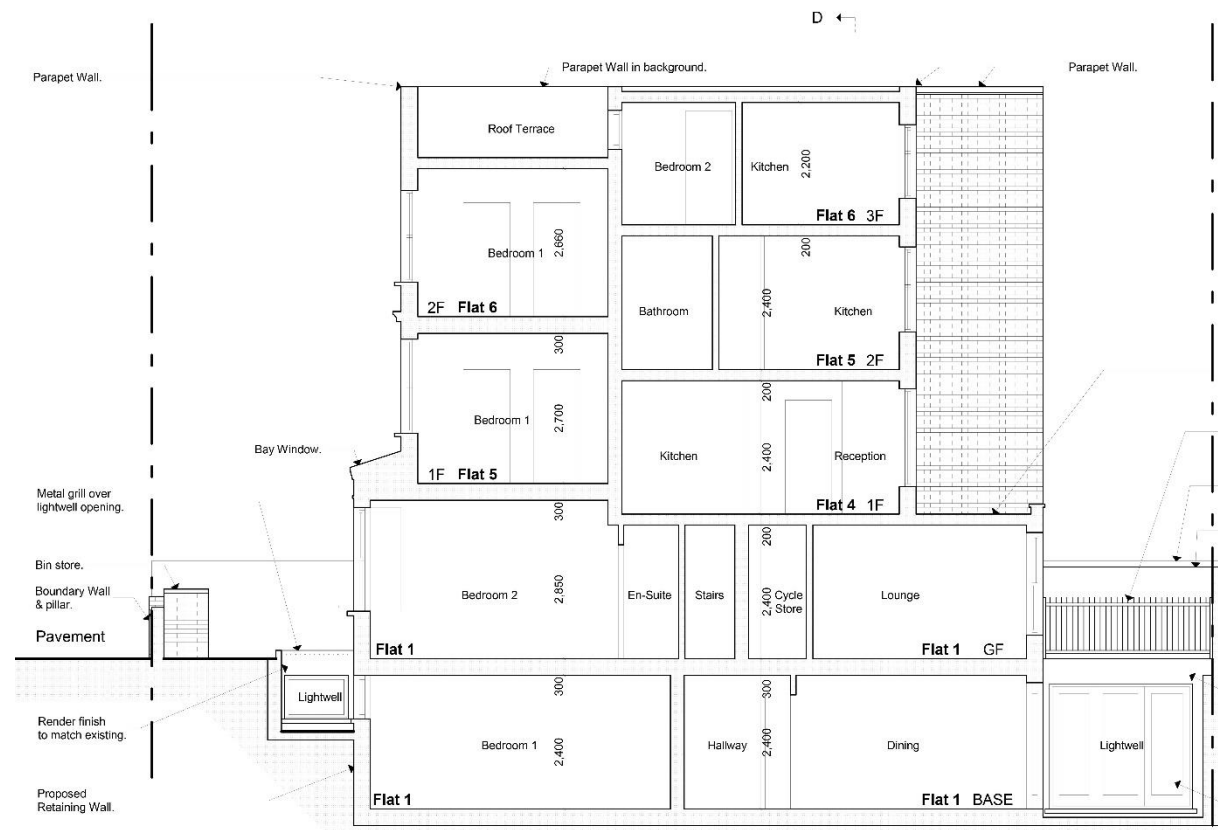 D
Parapet Wall.
Parapet Wall in background.
Parapet Wall.
Roof Terrace
Bedroom 2
Kitchen
2,200
Flat 6 3F
Bedroom 1
2,660
2F Flat 6
200
Bathroom
2,400
Kitchen
Flat 5 2F
300
Bedroom 1
2,700
1F Flat 5
200
Kitchen
2,400
Reception
Flat 4 1F
Bay Window.
Metal grill over
lightwell opening.
Bin store.
Boundary Wall
& pillar.
Pavement
300
Bedroom 2
2,850
Flat 1
En-Suite
Stairs
200
2,400
Cycle
Store
Lounge
Flat 1 GF
Lightwell
Render finish
to match existing.
Proposed
Retaining Wall.
300
Bedroom 1
2,400
Flat 1
Hallway
300
2,400
Dining
Flat 1 BASE
Lightwell